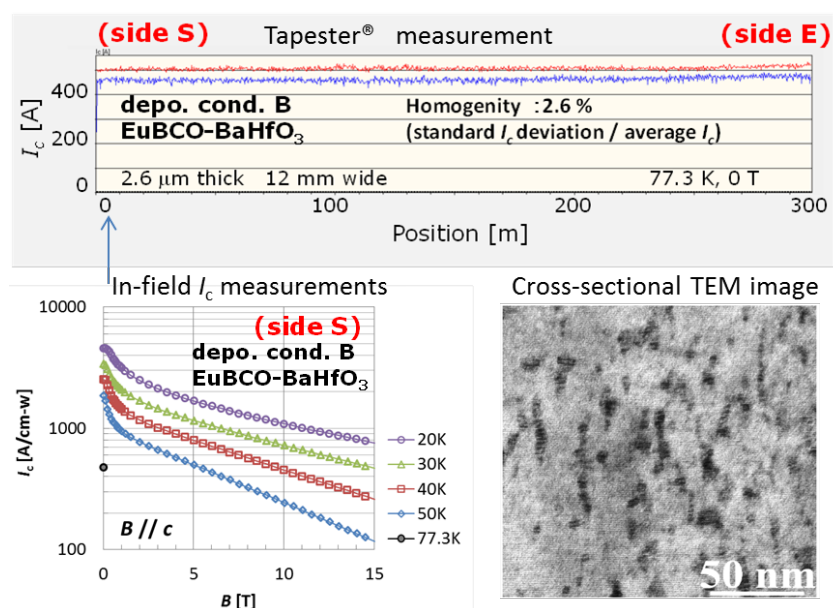 (side S) Tapester® measurement (side E)
Ic [A]
400
200
0
depo. cond. B Homogenity :2.6 %
EuBCO-BaHfO3 (standard Ic deviation / average Ic)
2.6 μm thick 12 mm wide 77.3 K, 0 T
0 100 200 300
Position [m]
In-field Ic measurements
10000
1000
100
Ic [A/cm-w]
(side S)
depo. cond. B
EuBCO-BaHfO3
B // c
20K
30K
40K
50K
77.3K
0 5 10 15
B [T]
Cross-sectional TEM image
50 nm